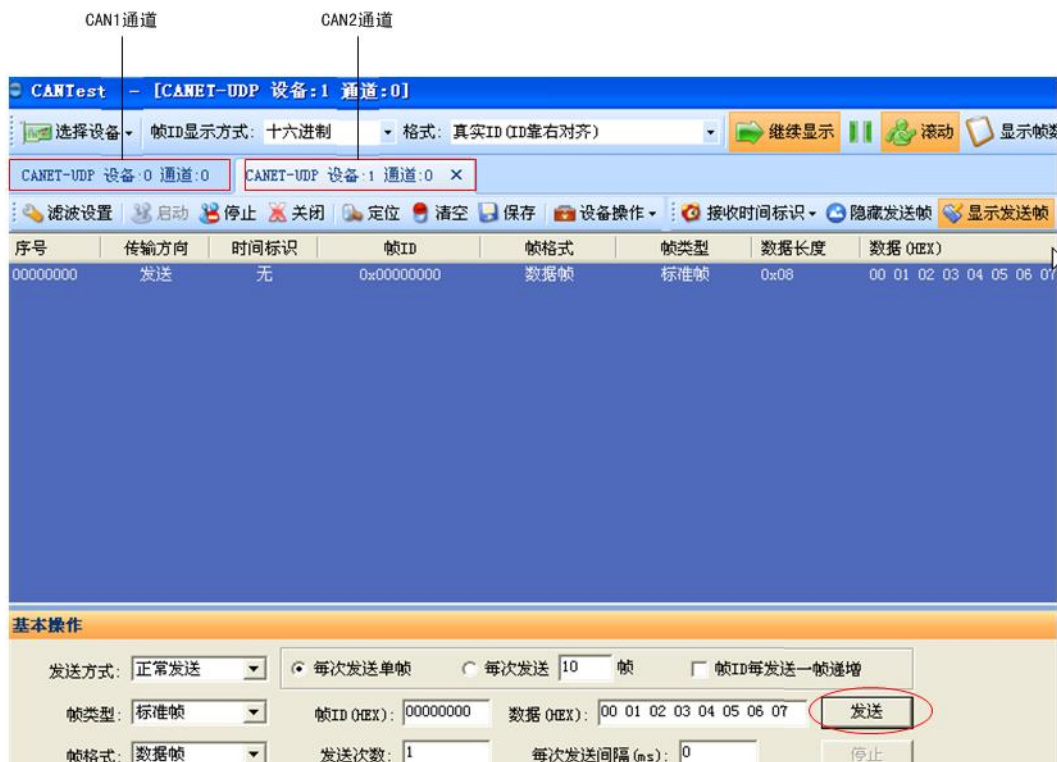 CAN1通道 CAN2通道
CANTest - [CANET-UDP 设备:1 通道:0]
选择设备 帧ID显示方式: 十六进制 格式: 真实ID(ID靠右对齐) 继续显示 滚动 显示帧数
CANET-UDP 设备:0 通道:0 CANET-UDP 设备:1 通道:0 ×
滤波设置 启动 停止 关闭 定位 清空 保存 设备操作 接收时间标识 隐藏发送帧 显示发送帧
序号 传输方向 时间标识 帧ID 帧格式 帧类型 数据长度 数据(HEX)
00000000 发送 无 0x00000000 数据帧 标准帧 0x08 00 01 02 03 04 05 06 07
基本操作
发送方式: 正常发送 每次发送单帧 每次发送 10 帧 帧ID每发送一帧递增
帧类型: 标准帧 帧ID(HEX): 00000000 数据(HEX): 00 01 02 03 04 05 06 07 发送
帧格式: 数据帧 发送次数: 1 每次发送间隔(ms): 0 停止